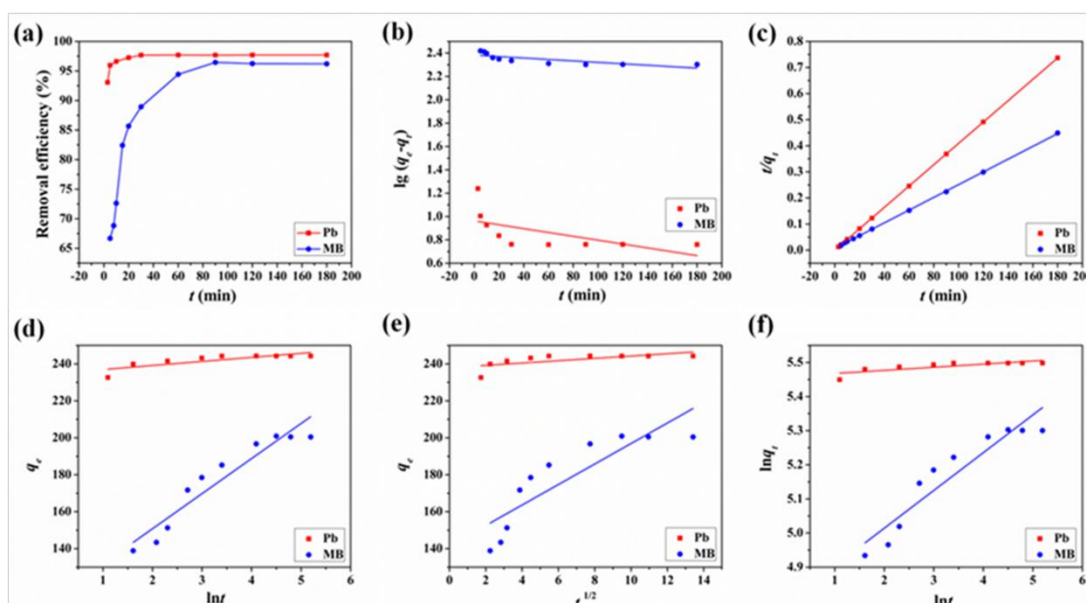 (a)
100
95
90
85
80
75
70
65
Removal efficiency (%)
Pb
MB
-20 0 20 40 60 80 100 120 140 160 180 200
t (min)
(b)
2.4
2.2
2.0
1.8
1.6
1.4
1.2
1.0
0.8
0.6
lg (qe-qt)
Pb
MB
-20 0 20 40 60 80 100 120 140 160 180 200
t (min)
(c)
0.8
0.7
0.6
0.5
0.4
0.3
0.2
0.1
0.0
t/qt
Pb
MB
-20 0 20 40 60 80 100 120 140 160 180 200
t (min)
(d)
240
220
200
180
160
140
qe
Pb
MB
0 1 2 3 4 5 6
lnt
(e)
240
220
200
180
160
140
qe
Pb
MB
0 2 4 6 8 10 12 14
t 1/2
(f)
5.5
5.4
5.3
5.2
5.1
5.0
4.9
lnqt
Pb
MB
0 1 2 3 4 5 6
lnt